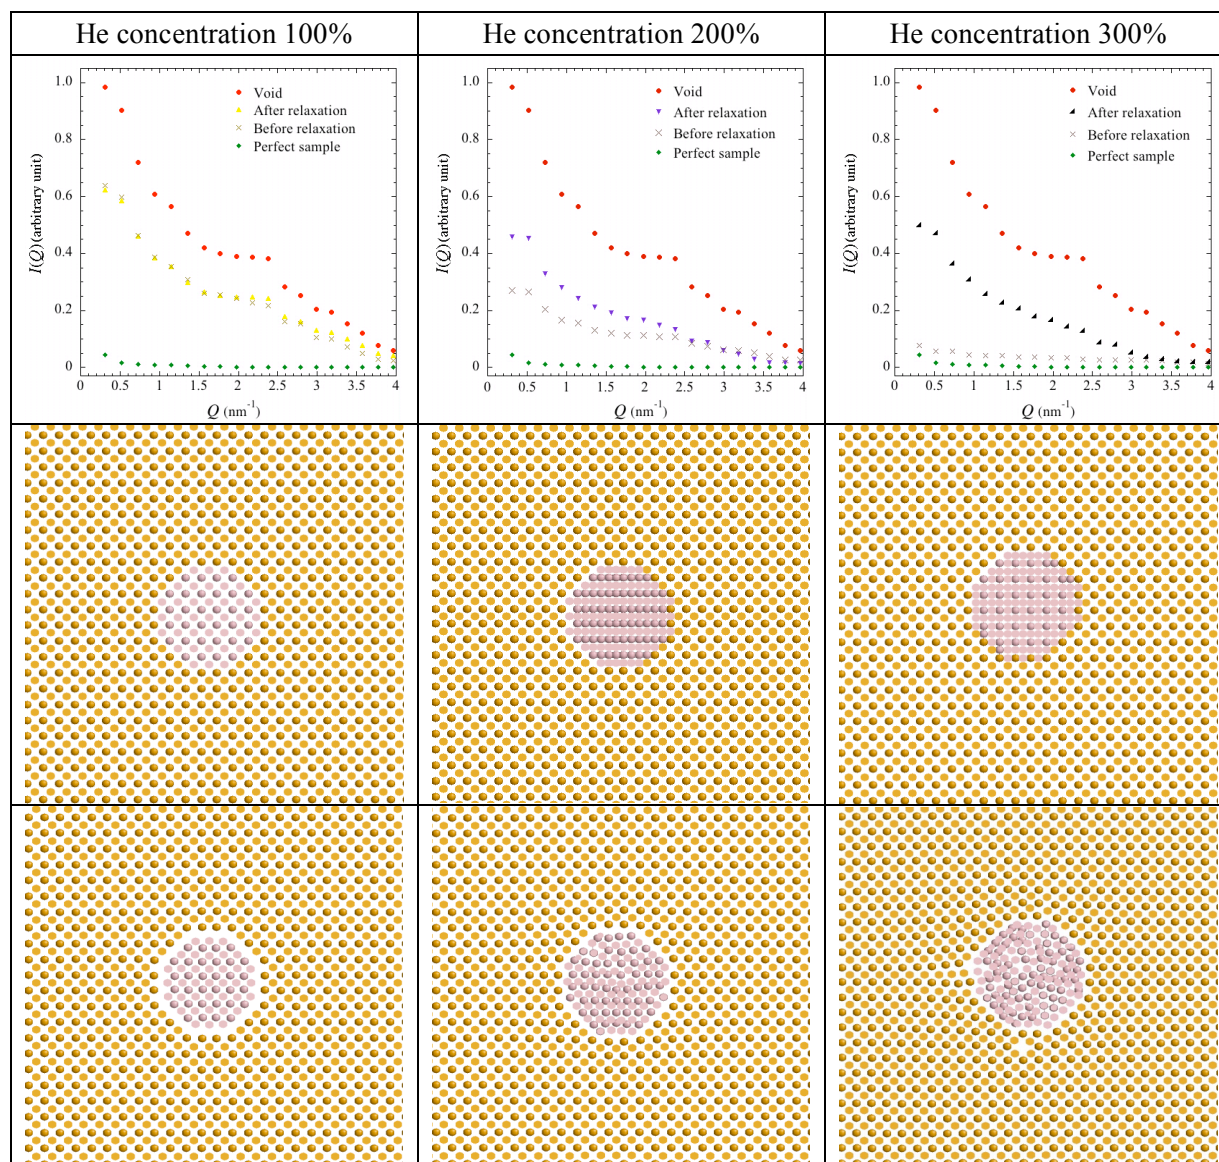 He concentration 100%
He concentration 200%
He concentration 300%
1.0
0.8
0.6
0.4
0.2
0
I(Q) (arbitrary unit)
Void
After relaxation
Before relaxation
Perfect sample
0 0.5 1 1.5 2 2.5 3 3.5 4
Q (nm⁻¹)
1.0
0.8
0.6
0.4
0.2
0
I(Q) (arbitrary unit)
Void
After relaxation
Before relaxation
Perfect sample
0 0.5 1 1.5 2 2.5 3 3.5 4
Q (nm⁻¹)
1.0
0.8
0.6
0.4
0.2
0
I(Q) (arbitrary unit)
Void
After relaxation
Before relaxation
Perfect sample
0 0.5 1 1.5 2 2.5 3 3.5 4
Q (nm⁻¹)